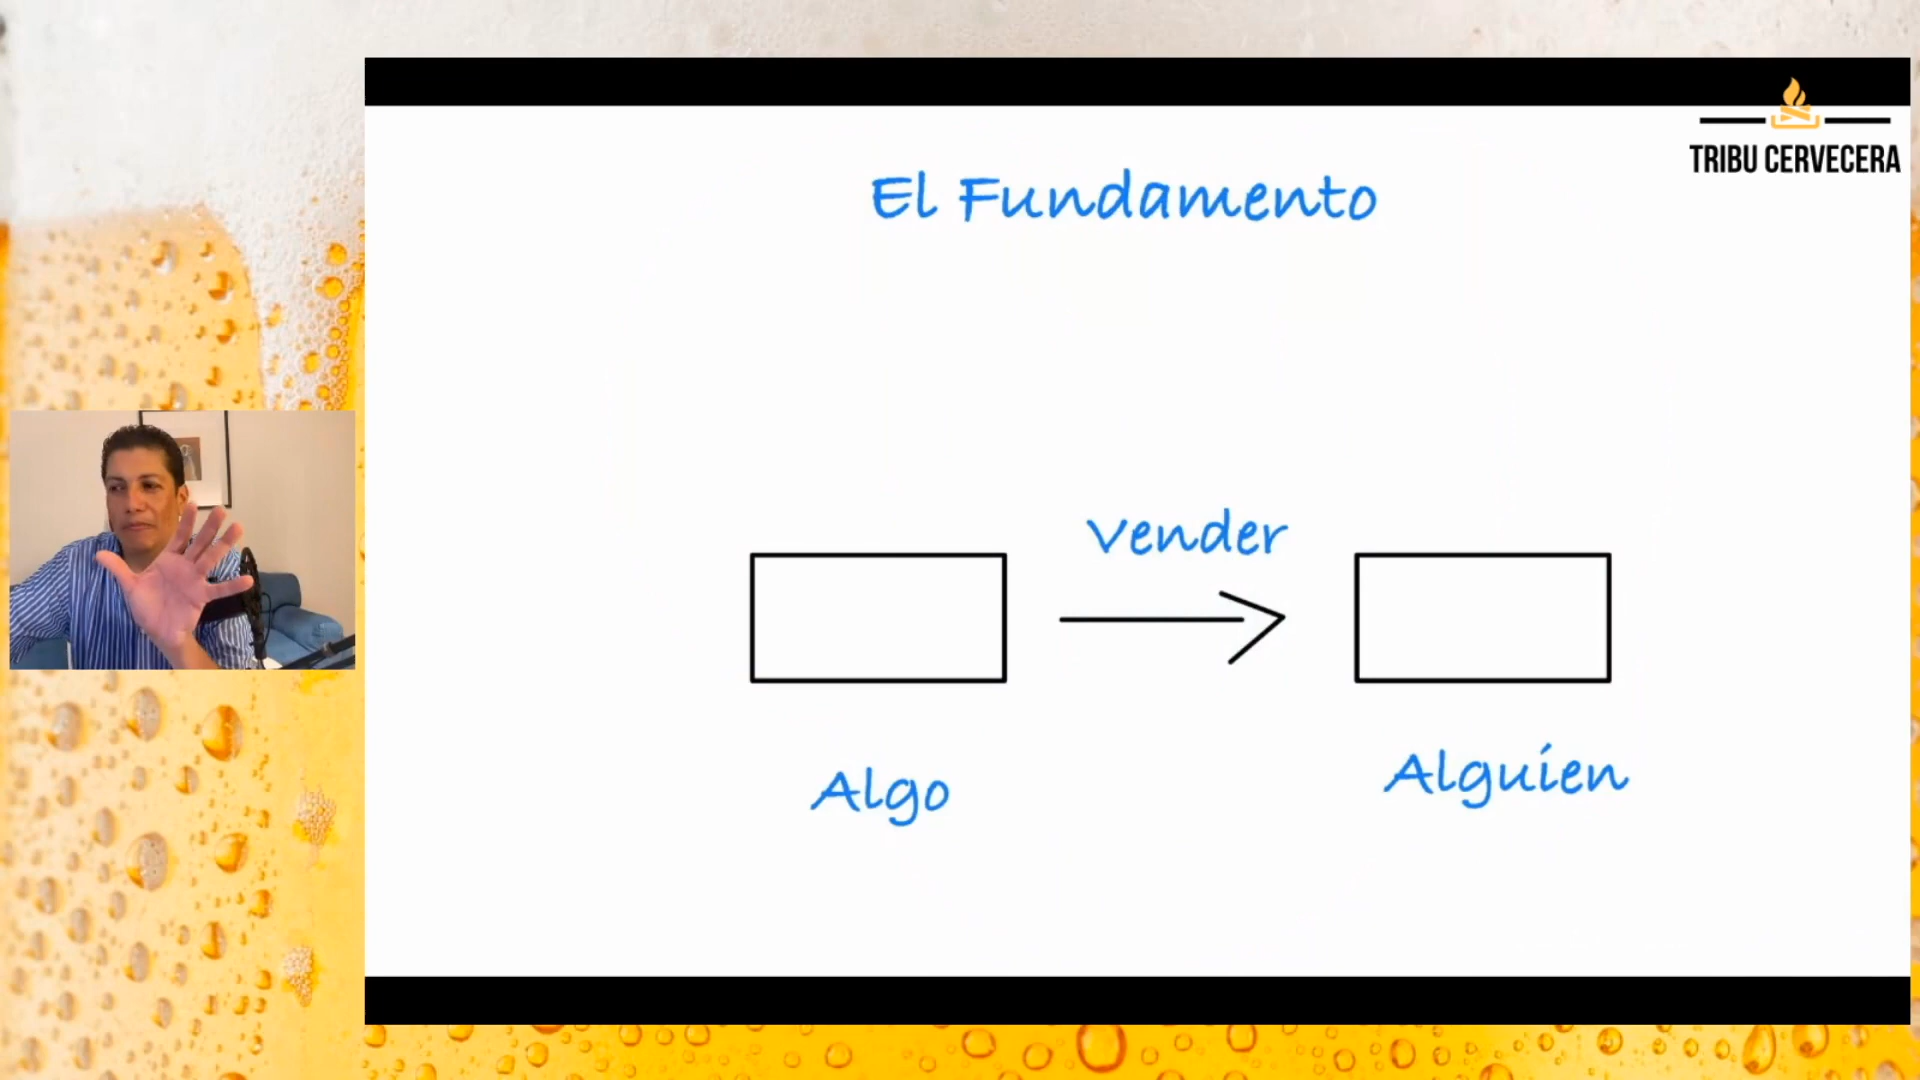 TRIBU CERVECERA
El Fundamento
Vender
Algo
Alguien